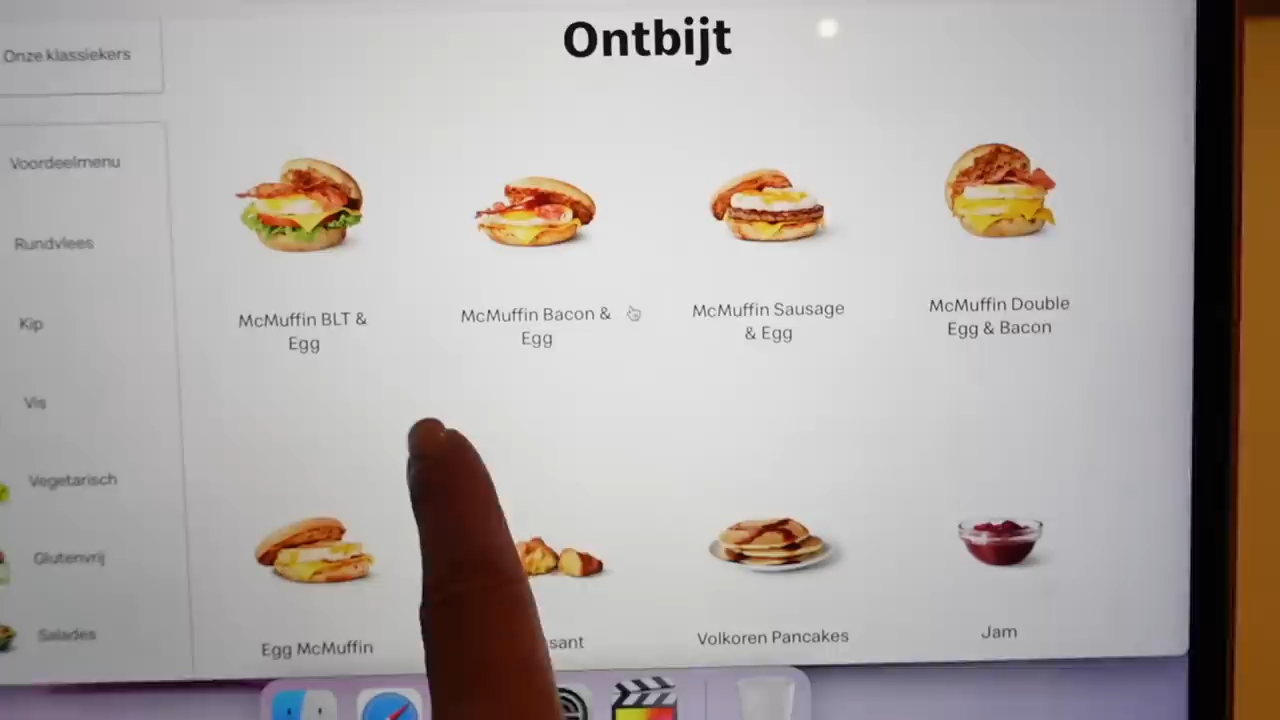 Ontbijt
Onze klassiekers
Voordeelmenu
Rundvlees
Kip
Vis
Vegetarisch
Glutenvrij
Salades
McMuffin BLT &
Egg
McMuffin Bacon &
Egg
McMuffin Sausage
& Egg
McMuffin Double
Egg & Bacon
Egg McMuffin
sant
Volkoren Pancakes
Jam